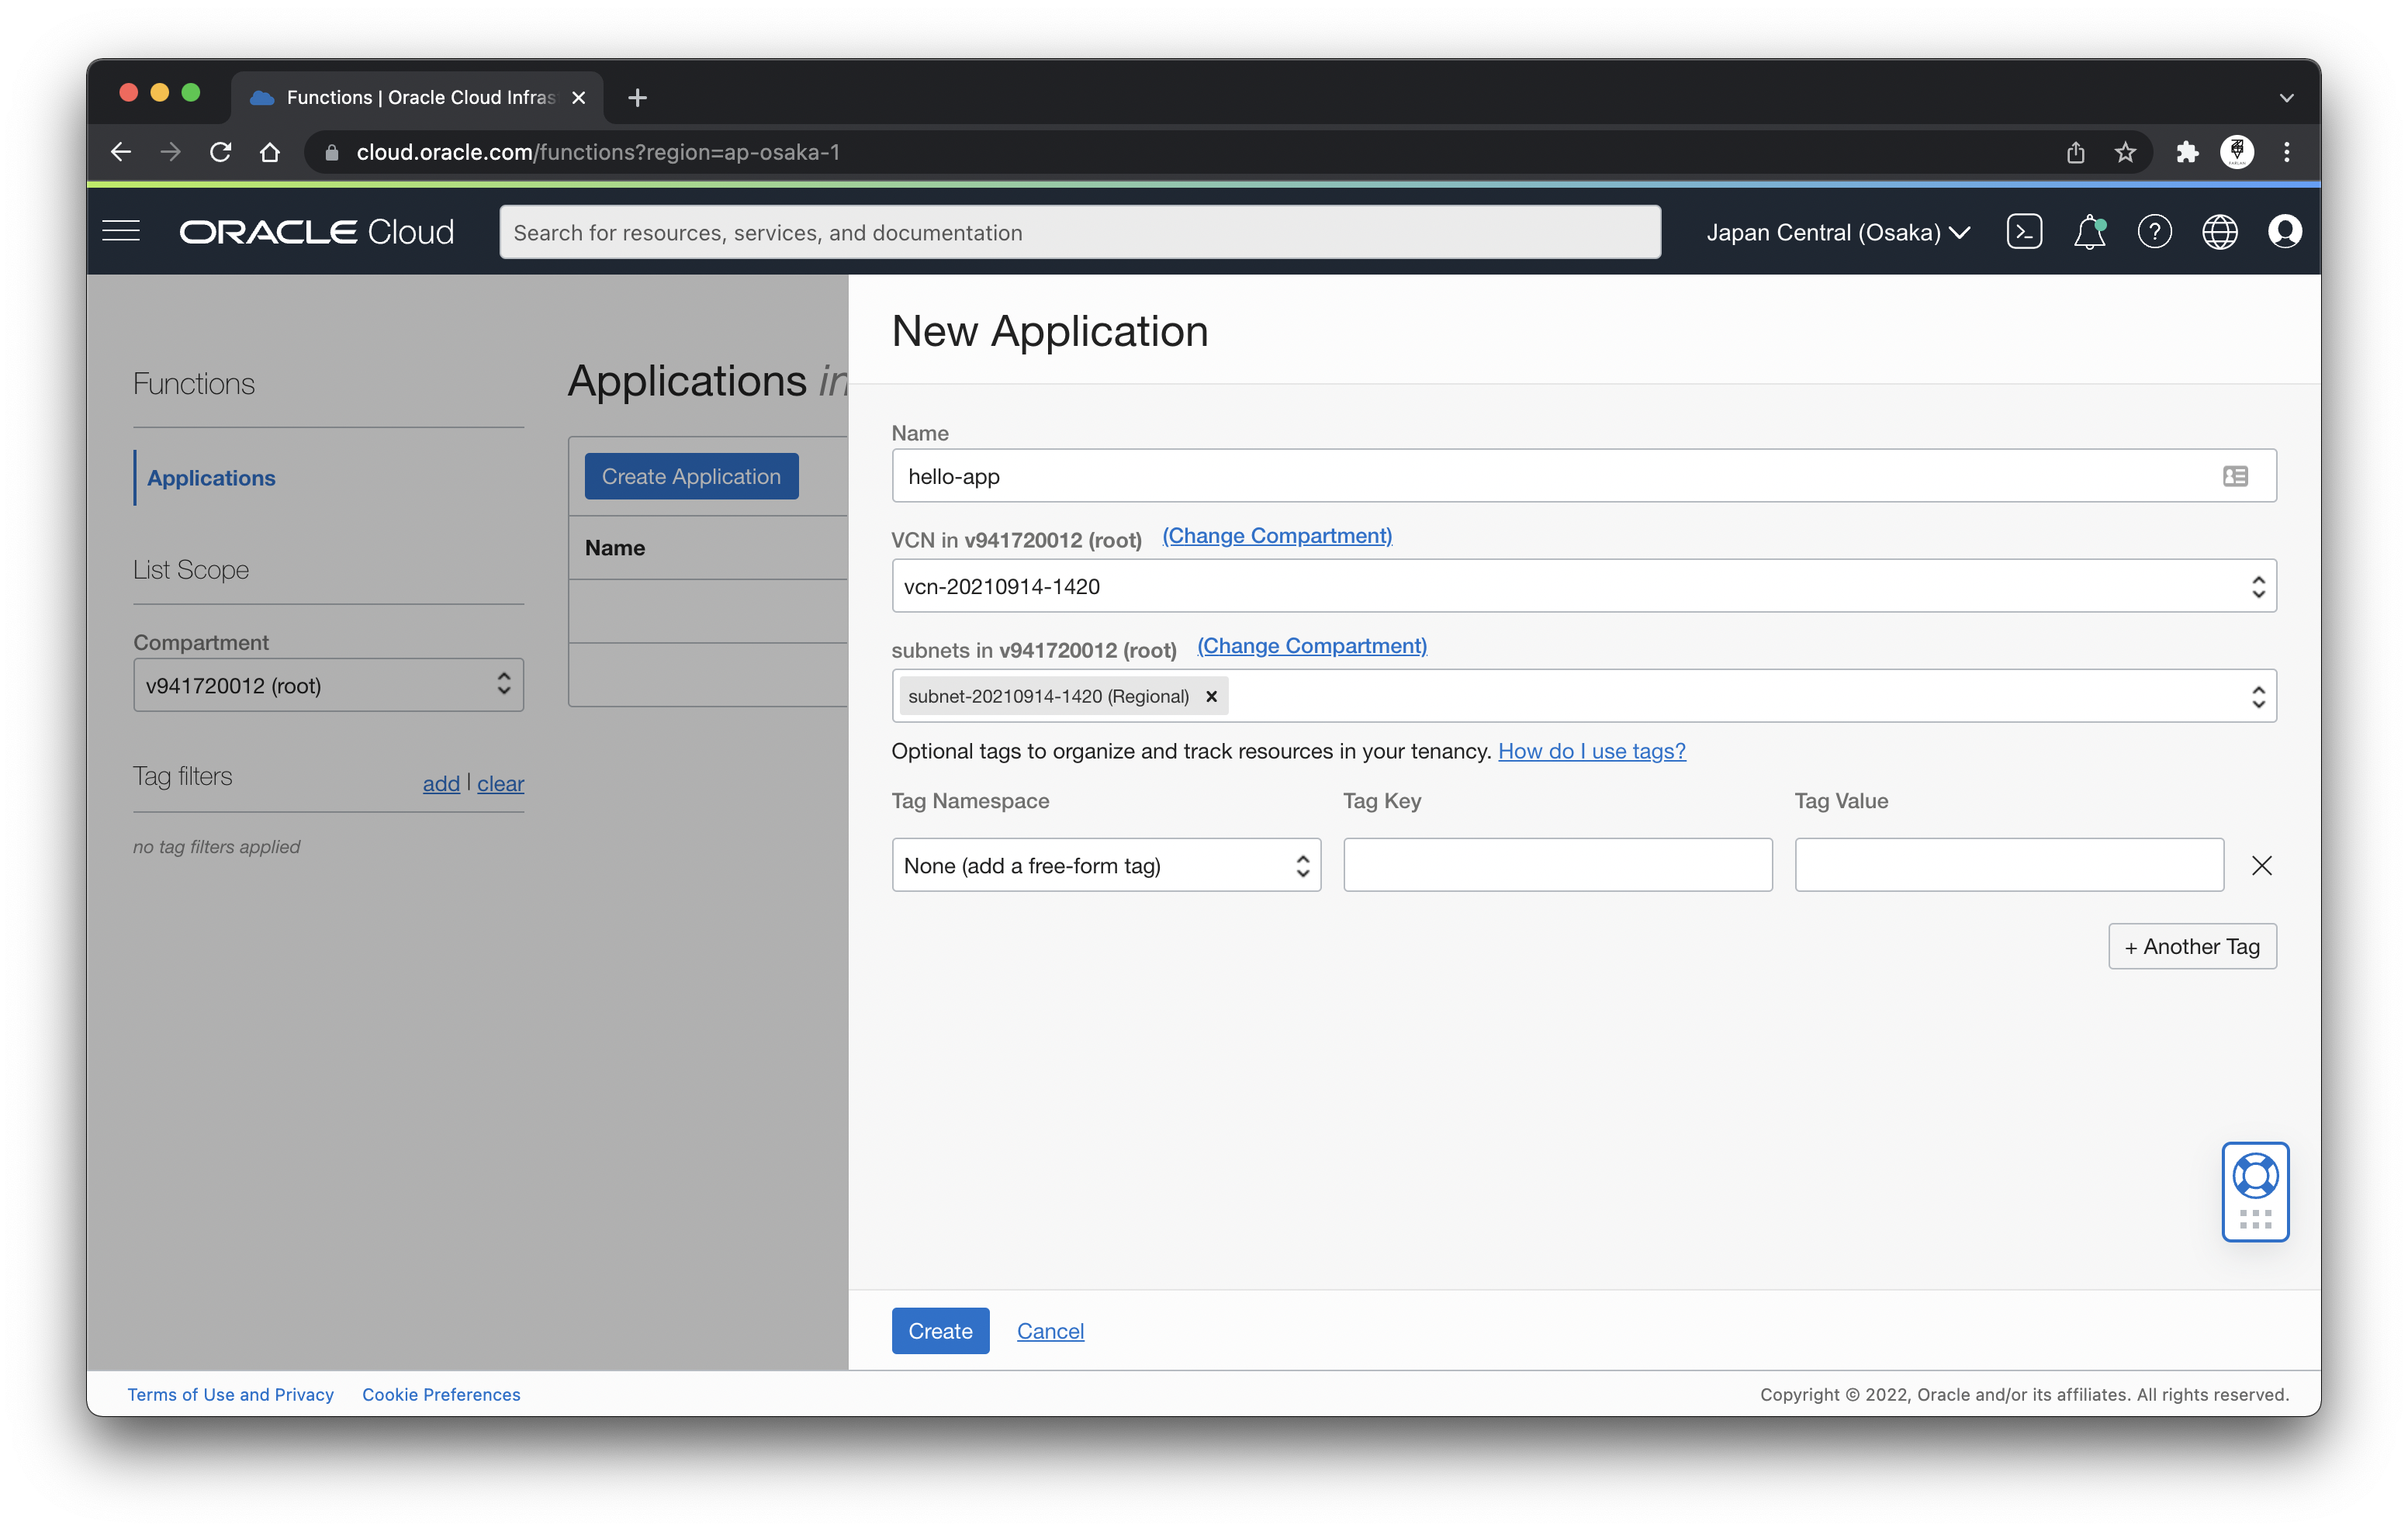 Functions | Oracle Cloud Infras
cloud.oracle.com/functions?region=ap-osaka-1
ORACLE Cloud
Search for resources, services, and documentation
Japan Central (Osaka)
Functions
Applications
List Scope
Compartment
v941720012 (root)
Tag filters
add | clear
no tag filters applied
Applications in
Create Application
Name
New Application
Name
hello-app
VCN in v941720012 (root) (Change Compartment)
vcn-20210914-1420
subnets in v941720012 (root) (Change Compartment)
subnet-20210914-1420 (Regional)
Optional tags to organize and track resources in your tenancy. How do I use tags?
Tag Namespace Tag Key Tag Value
None (add a free-form tag)
+ Another Tag
Create Cancel
Terms of Use and Privacy Cookie Preferences
Copyright © 2022, Oracle and/or its affiliates. All rights reserved.